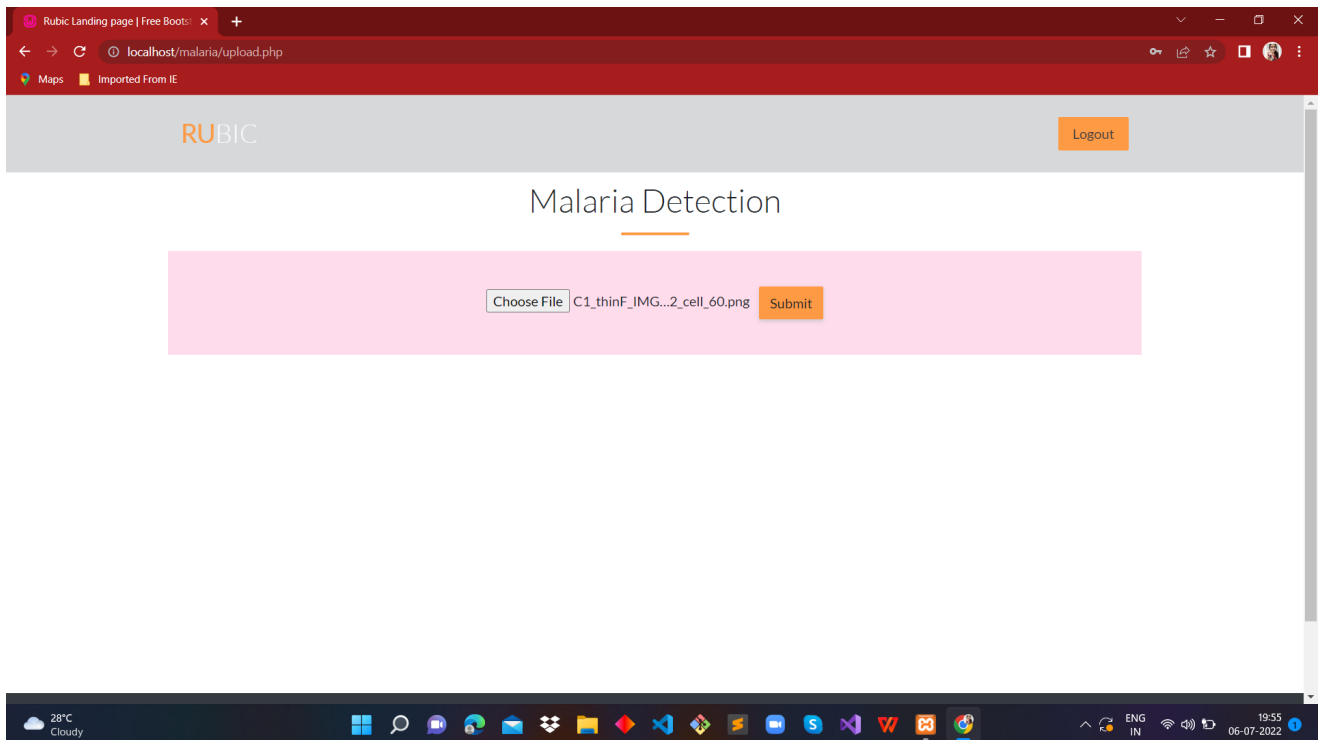 Rubic Landing page | Free Bootst
localhost/malaria/upload.php
Maps Imported From IE
RUBIC Logout
Malaria Detection
Choose File C1_thinF_IMG...2_cell_60.png Submit
28°C
Cloudy
ENG
IN
19:55
06-07-2022
1